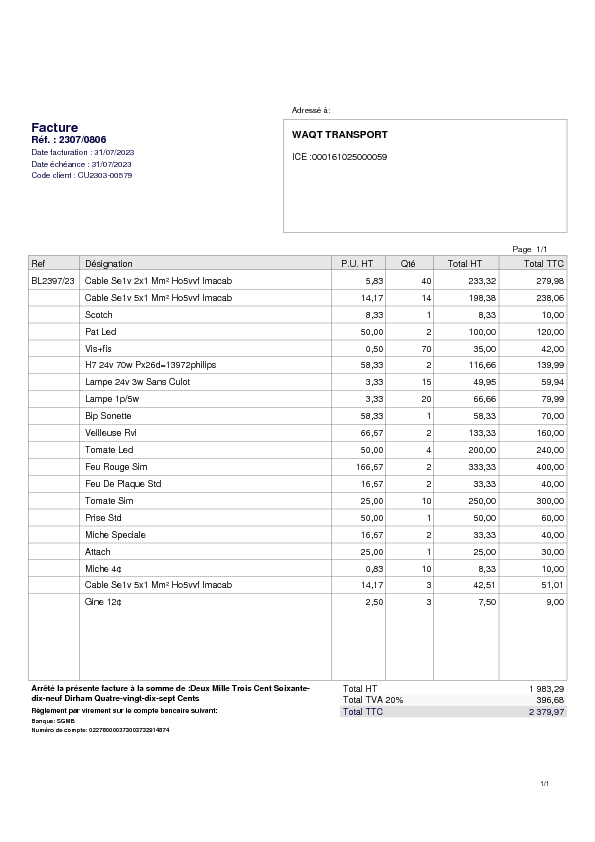 Adressé à:
Facture
Réf. : 2307/0806
Date facturation : 31/07/2023
Date échéance : 31/07/2023
Code client : CU2303-00579
WAQT TRANSPORT
ICE :000161025000059
Page 1/1
Ref Désignation P.U. HT Qté Total HT Total TTC
BL2397/23 Cable Se1v 2x1 Mm² Ho5vvf Imacab 5,83 40 233,32 279,98
Cable Se1v 5x1 Mm² Ho5vvf Imacab 14,17 14 198,38 238,06
Scotch 8,33 1 8,33 10,00
Pat Led 50,00 2 100,00 120,00
Vis+fis 0,50 70 35,00 42,00
H7 24v 70w Px26d=13972philips 58,33 2 116,66 139,99
Lampe 24v 3w Sans Culot 3,33 15 49,95 59,94
Lampe 1p/5w 3,33 20 66,66 79,99
Bip Sonette 58,33 1 58,33 70,00
Veilleuse Rvi 66,67 2 133,33 160,00
Tomate Led 50,00 4 200,00 240,00
Feu Rouge Sim 166,67 2 333,33 400,00
Feu De Plaque Std 16,67 2 33,33 40,00
Tomate Sim 25,00 10 250,00 300,00
Prise Std 50,00 1 50,00 60,00
Miche Speciale 16,67 2 33,33 40,00
Attach 25,00 1 25,00 30,00
Miche 4¢ 0,83 10 8,33 10,00
Cable Se1v 5x1 Mm² Ho5vvf Imacab 14,17 3 42,51 51,01
Gine 12¢ 2,50 3 7,50 9,00
Arrêté la présente facture à la somme de :Deux Mille Trois Cent Soixante-
dix-neuf Dirham Quatre-vingt-dix-sept Cents
Règlement par virement sur le compte bancaire suivant:
Banque: SGMB
Numéro de compte: 022780000373003732914874
Total HT 1 983,29
Total TVA 20% 396,68
Total TTC 2 379,97
1/1